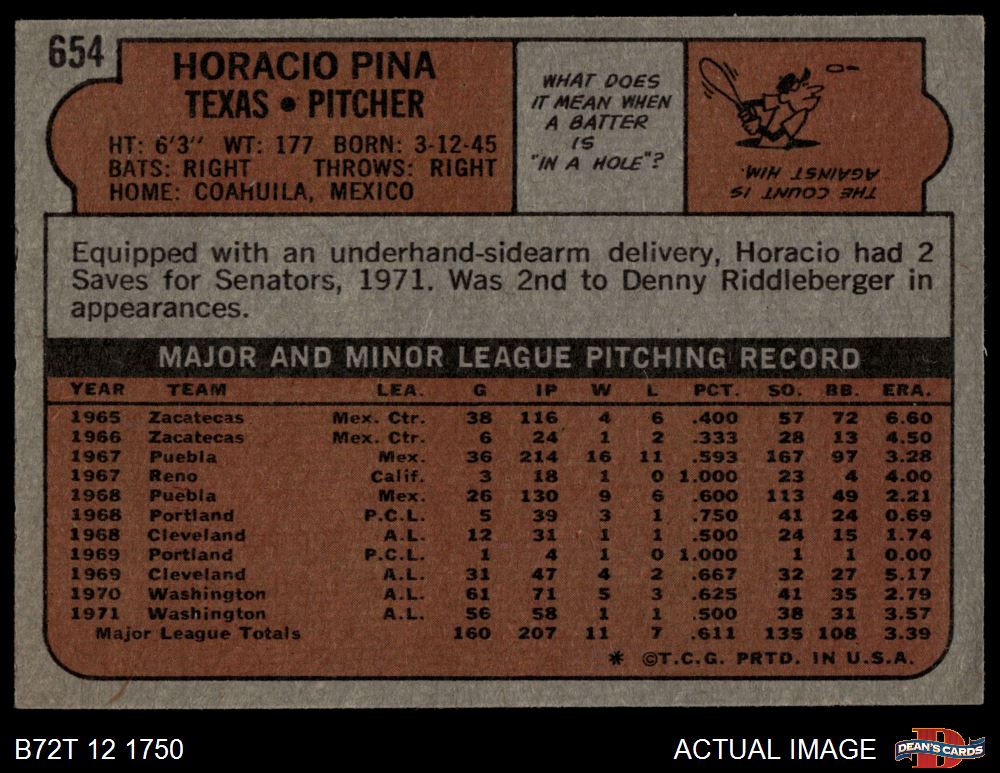 654
HORACIO PINA
TEXAS • PITCHER
HT: 6'3" WT: 177 BORN: 3-12-45
BATS: RIGHT THROWS: RIGHT
HOME: COAHUILA, MEXICO
WHAT DOES
IT MEAN WHEN
A BATTER
IS
"IN A HOLE"?
THE COUNT IS
AGAINST HIM.
Equipped with an underhand-sidearm delivery, Horacio had 2
Saves for Senators, 1971. Was 2nd to Denny Riddleberger in
appearances.
MAJOR AND MINOR LEAGUE PITCHING RECORD
YEAR TEAM LEA. G IP W L PCT. SO. BB. ERA.
1965 Zacatecas Mex. Ctr. 38 116 4 6 .400 57 72 6.60
1966 Zacatecas Mex. Ctr. 6 24 1 2 .333 28 13 4.50
1967 Puebla Mex. 36 214 16 11 .593 167 97 3.28
1967 Reno Calif. 3 18 1 0 1.000 23 4 4.00
1968 Puebla Mex. 26 130 9 6 .600 113 49 2.21
1968 Portland P.C.L. 5 39 3 1 .750 41 24 0.69
1968 Cleveland A.L. 12 31 1 1 .500 24 15 1.74
1969 Portland P.C.L. 1 4 1 0 1.000 1 1 0.00
1969 Cleveland A.L. 31 47 4 2 .667 32 27 5.17
1970 Washington A.L. 61 71 5 3 .625 41 35 2.79
1971 Washington A.L. 56 58 1 1 .500 38 31 3.57
Major League Totals 160 207 11 7 .611 135 108 3.39
* ©T.C.G. PRTD. IN U.S.A.
B72T 12 1750
ACTUAL IMAGE
DEAN'S CARDS